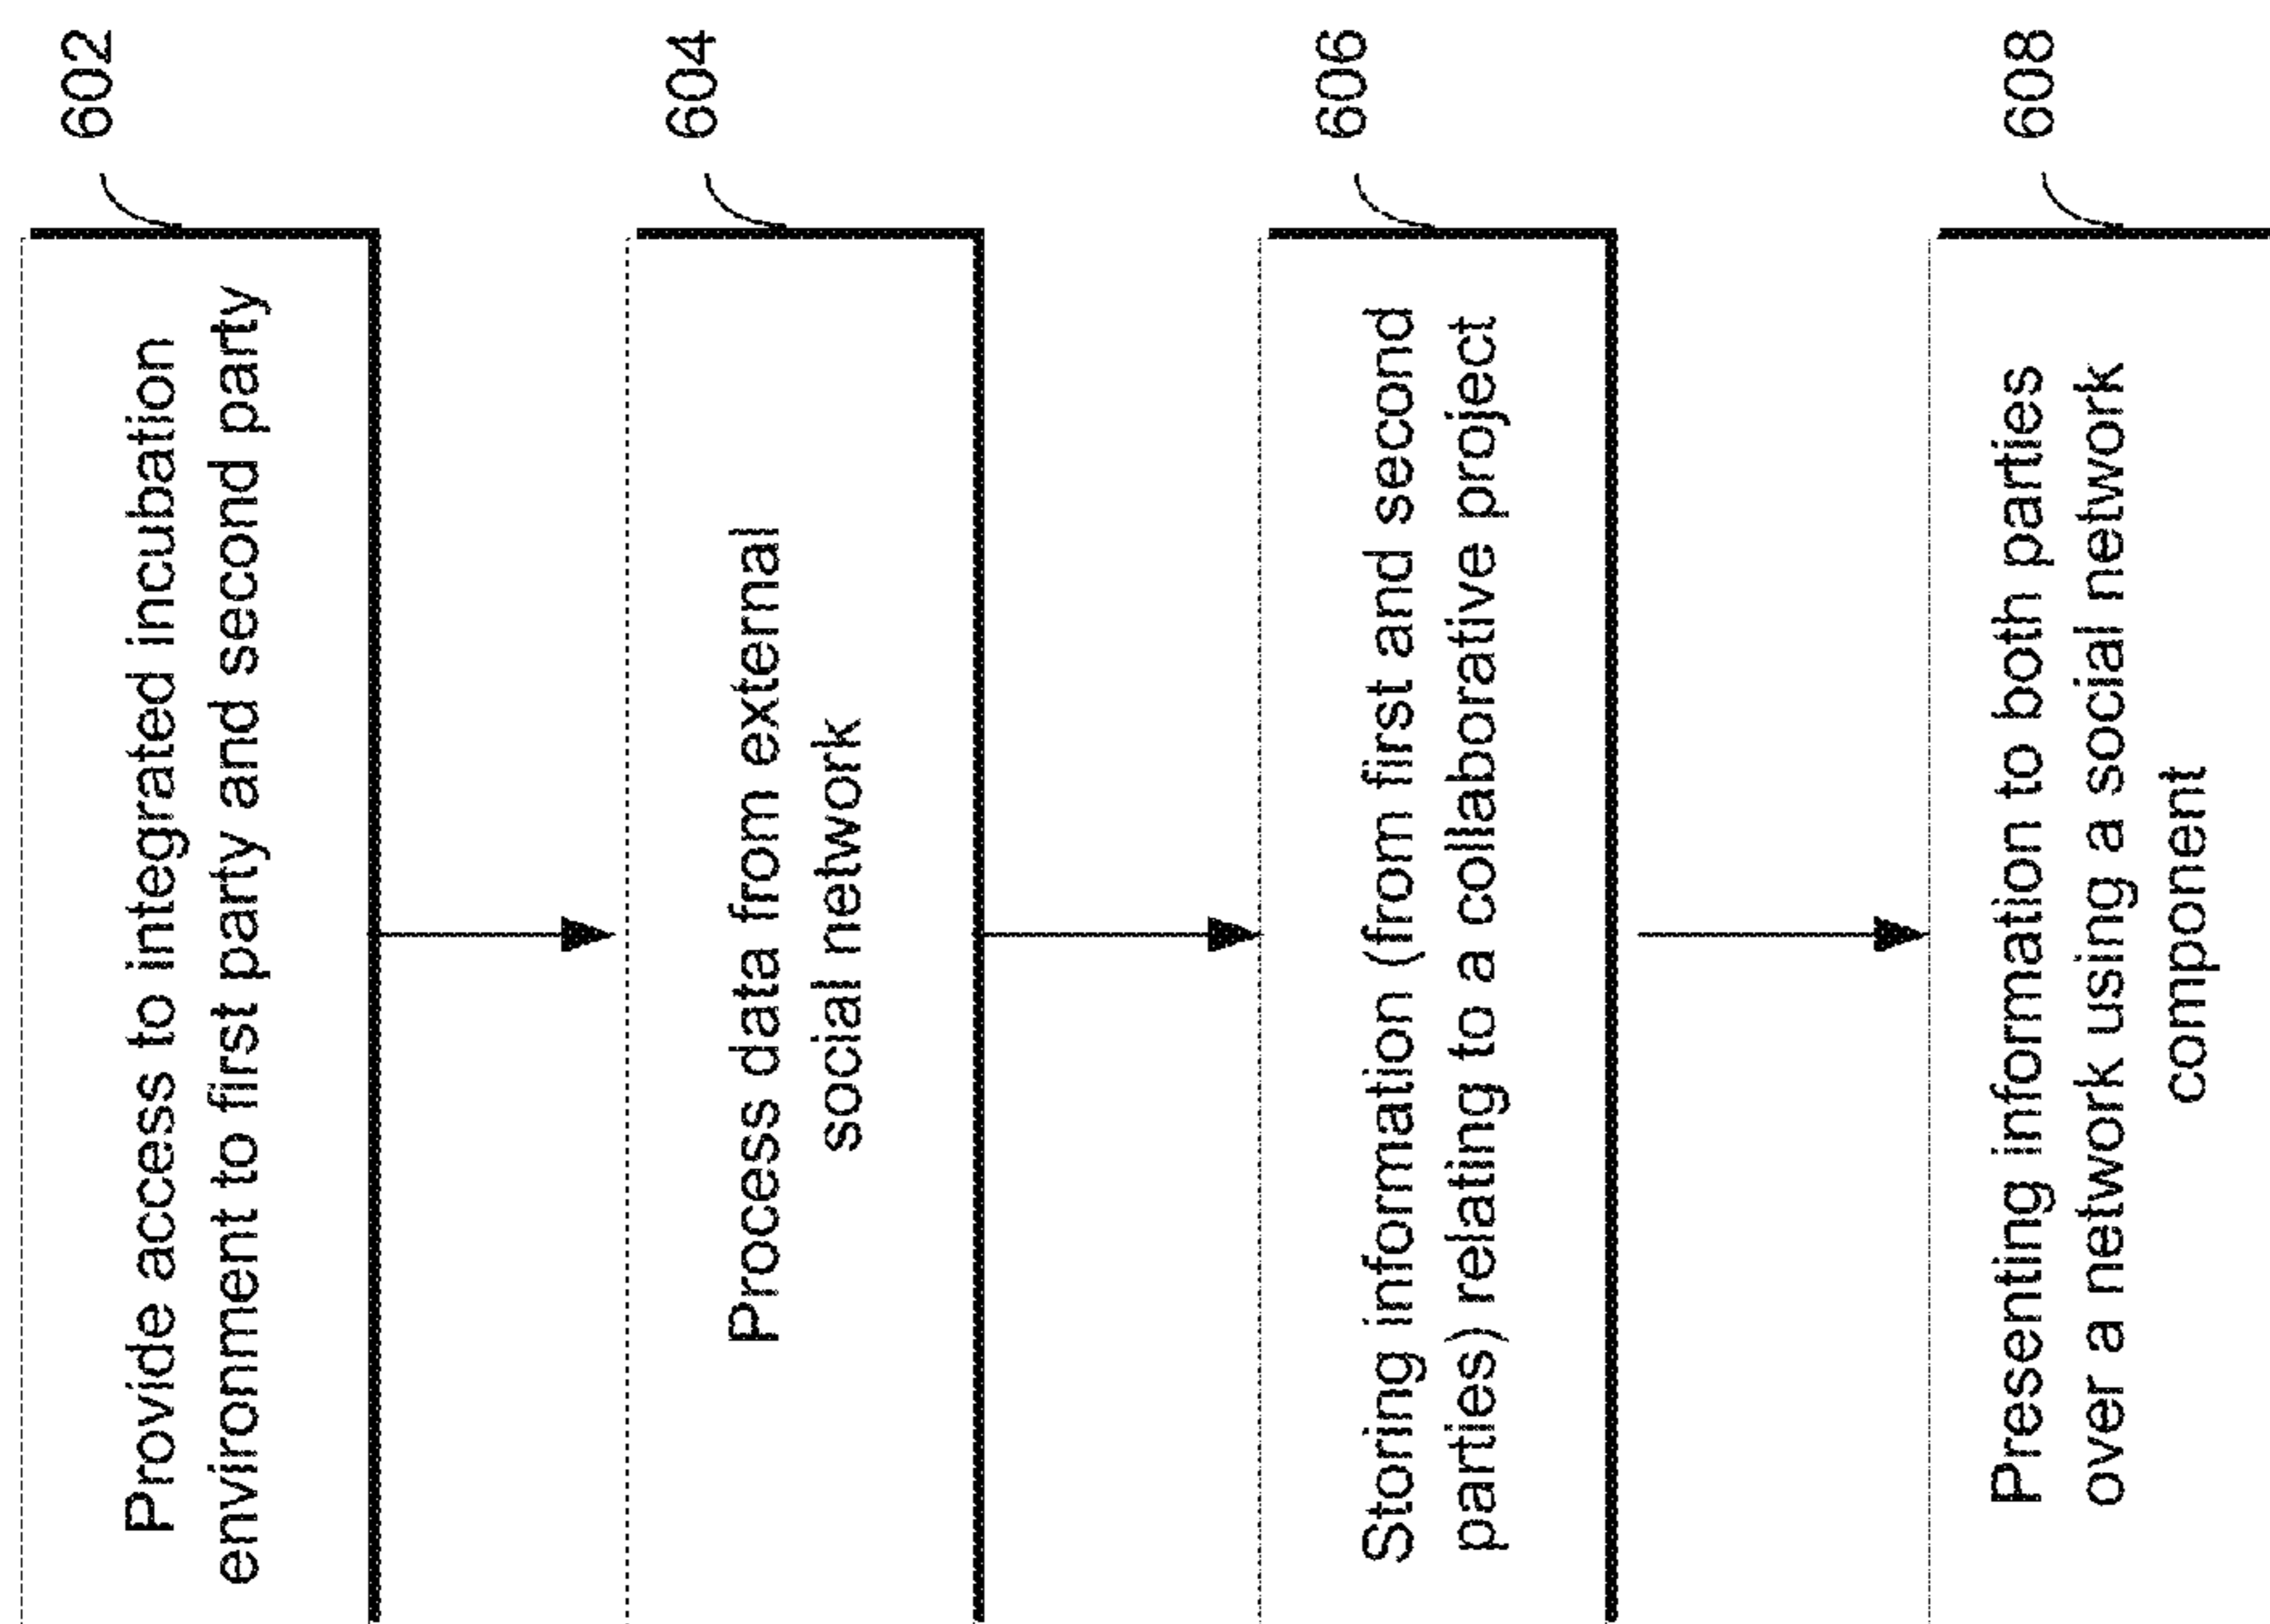 602
Provide access to integrated incubation
environment to first party and second party
604
Process data from external
social network
606
Storing information (from first and second
parties) relating to a collaborative project
608
Presenting information to both parties
over a network using a social network
component